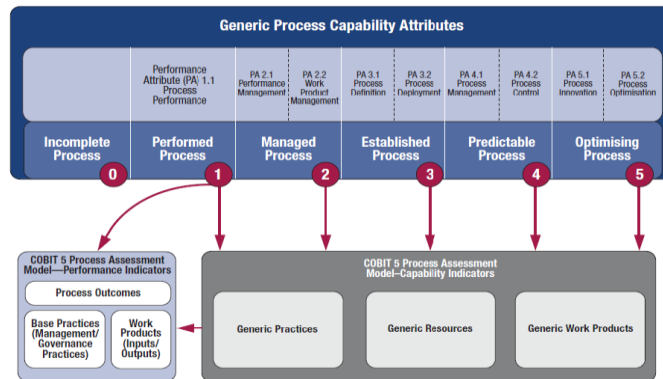 Generic Process Capability Attributes
Performance
Attribute (PA) 1.1
Process
Performance
PA 2.1
Performance
Management
PA 2.2
Work
Product
Management
PA 3.1
Process
Definition
PA 3.2
Process
Deployment
PA 4.1
Process
Management
PA 4.2
Process
Control
PA 5.1
Process
Innovation
PA 5.2
Process
Optimisation
Incomplete
Process
0
Performed
Process
1
Managed
Process
2
Established
Process
3
Predictable
Process
4
Optimising
Process
5
COBIT 5 Process Assessment
Model—Performance Indicators
Process Outcomes
Base Practices
(Management/
Governance
Practices)
Work
Products
(Inputs/
Outputs)
COBIT 5 Process Assessment
Model–Capability Indicators
Generic Practices
Generic Resources
Generic Work Products